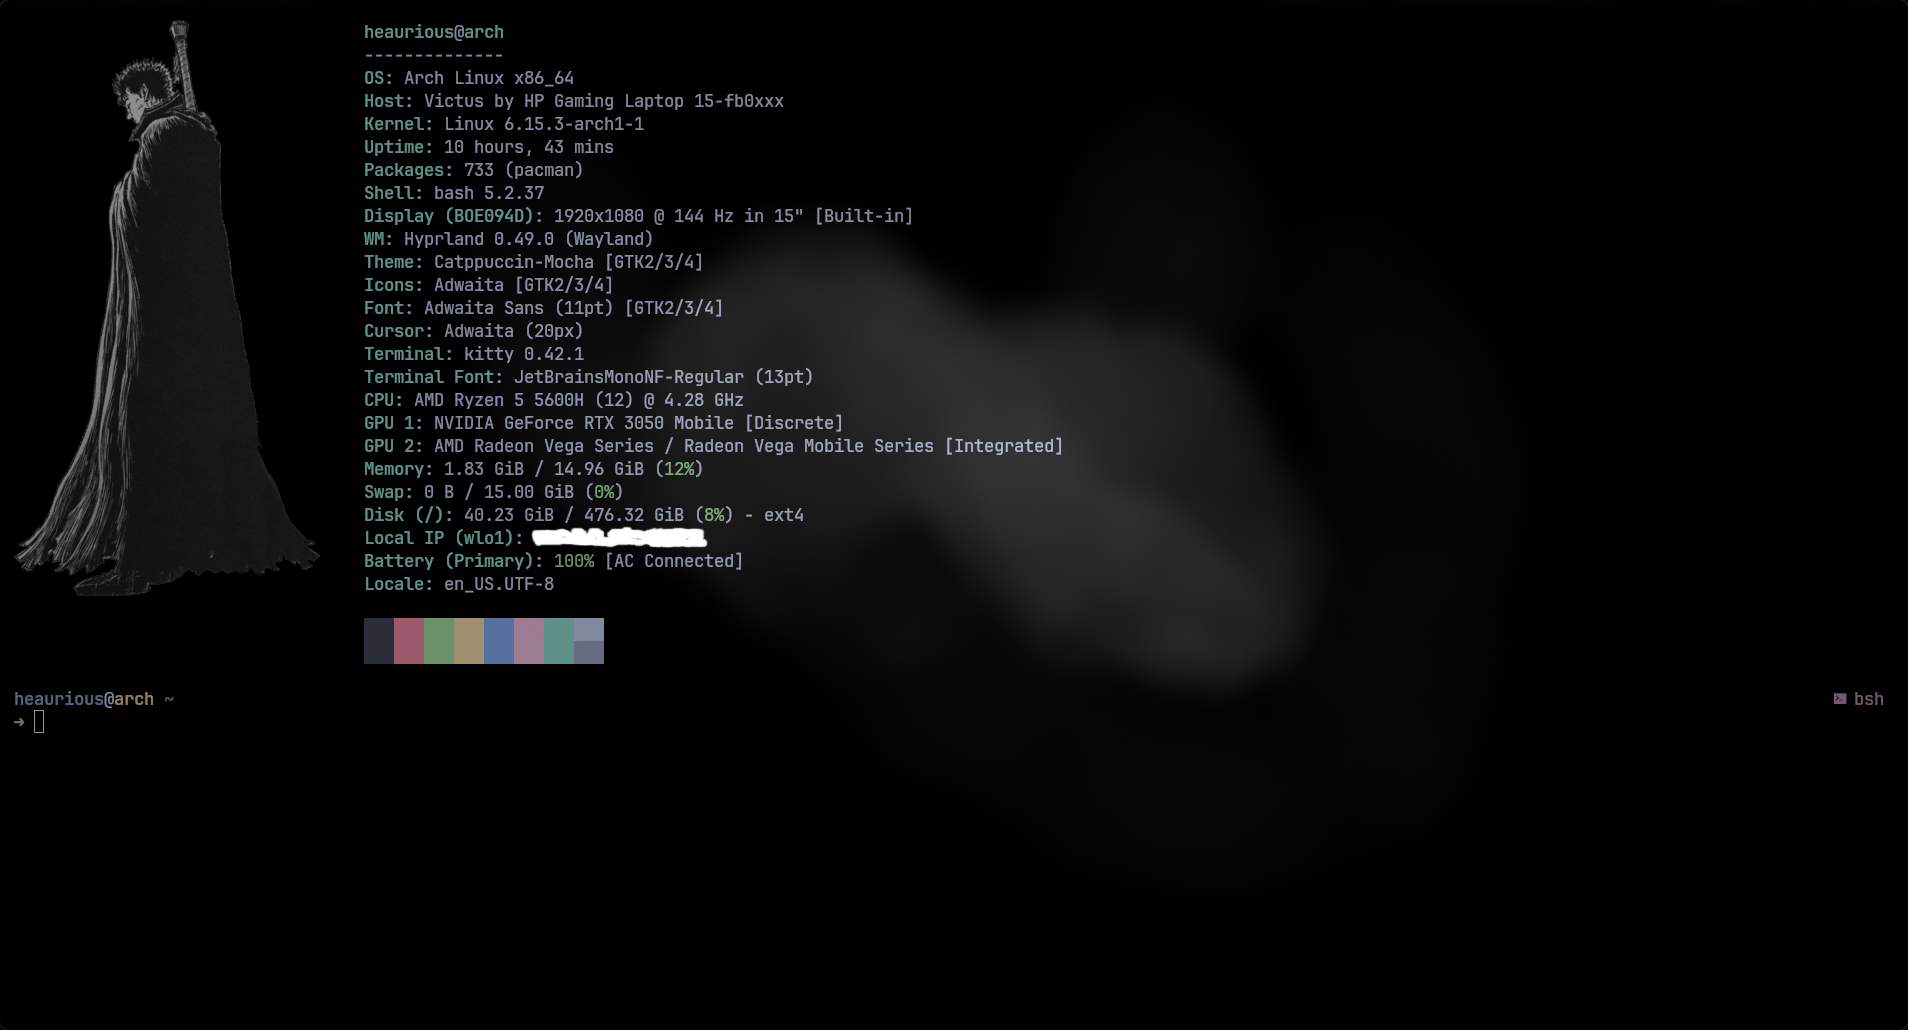 heaurious@arch
--------------
OS: Arch Linux x86_64
Host: Victus by HP Gaming Laptop 15-fb0xxx
Kernel: Linux 6.15.3-arch1-1
Uptime: 10 hours, 43 mins
Packages: 733 (pacman)
Shell: bash 5.2.37
Display (BOE094D): 1920x1080 @ 144 Hz in 15" [Built-in]
WM: Hyprland 0.49.0 (Wayland)
Theme: Catppuccin-Mocha [GTK2/3/4]
Icons: Adwaita [GTK2/3/4]
Font: Adwaita Sans (11pt) [GTK2/3/4]
Cursor: Adwaita (20px)
Terminal: kitty 0.42.1
Terminal Font: JetBrainsMonoNF-Regular (13pt)
CPU: AMD Ryzen 5 5600H (12) @ 4.28 GHz
GPU 1: NVIDIA GeForce RTX 3050 Mobile [Discrete]
GPU 2: AMD Radeon Vega Series / Radeon Vega Mobile Series [Integrated]
Memory: 1.83 GiB / 14.96 GiB (12%)
Swap: 0 B / 15.00 GiB (0%)
Disk (/): 40.23 GiB / 476.32 GiB (8%) - ext4
Local IP (wlo1):
Battery (Primary): 100% [AC Connected]
Locale: en_US.UTF-8
heaurious@arch ~ bsh
➜